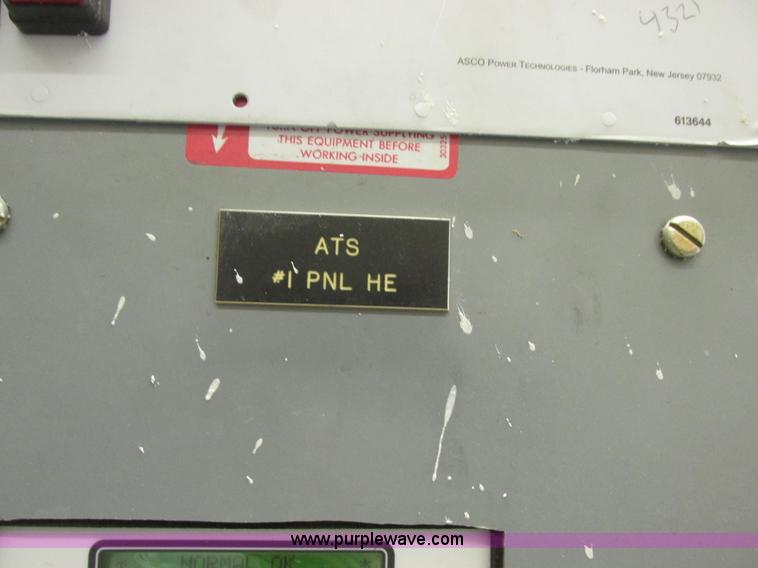 4321
ASCO POWER TECHNOLOGIES - Florham Park, New Jersey 07932
613644
TURN OFF POWER SUPPLYING
THIS EQUIPMENT BEFORE
WORKING INSIDE
ATS
#1 PNL HE
www.purplewave.com
* NORMAL OK *